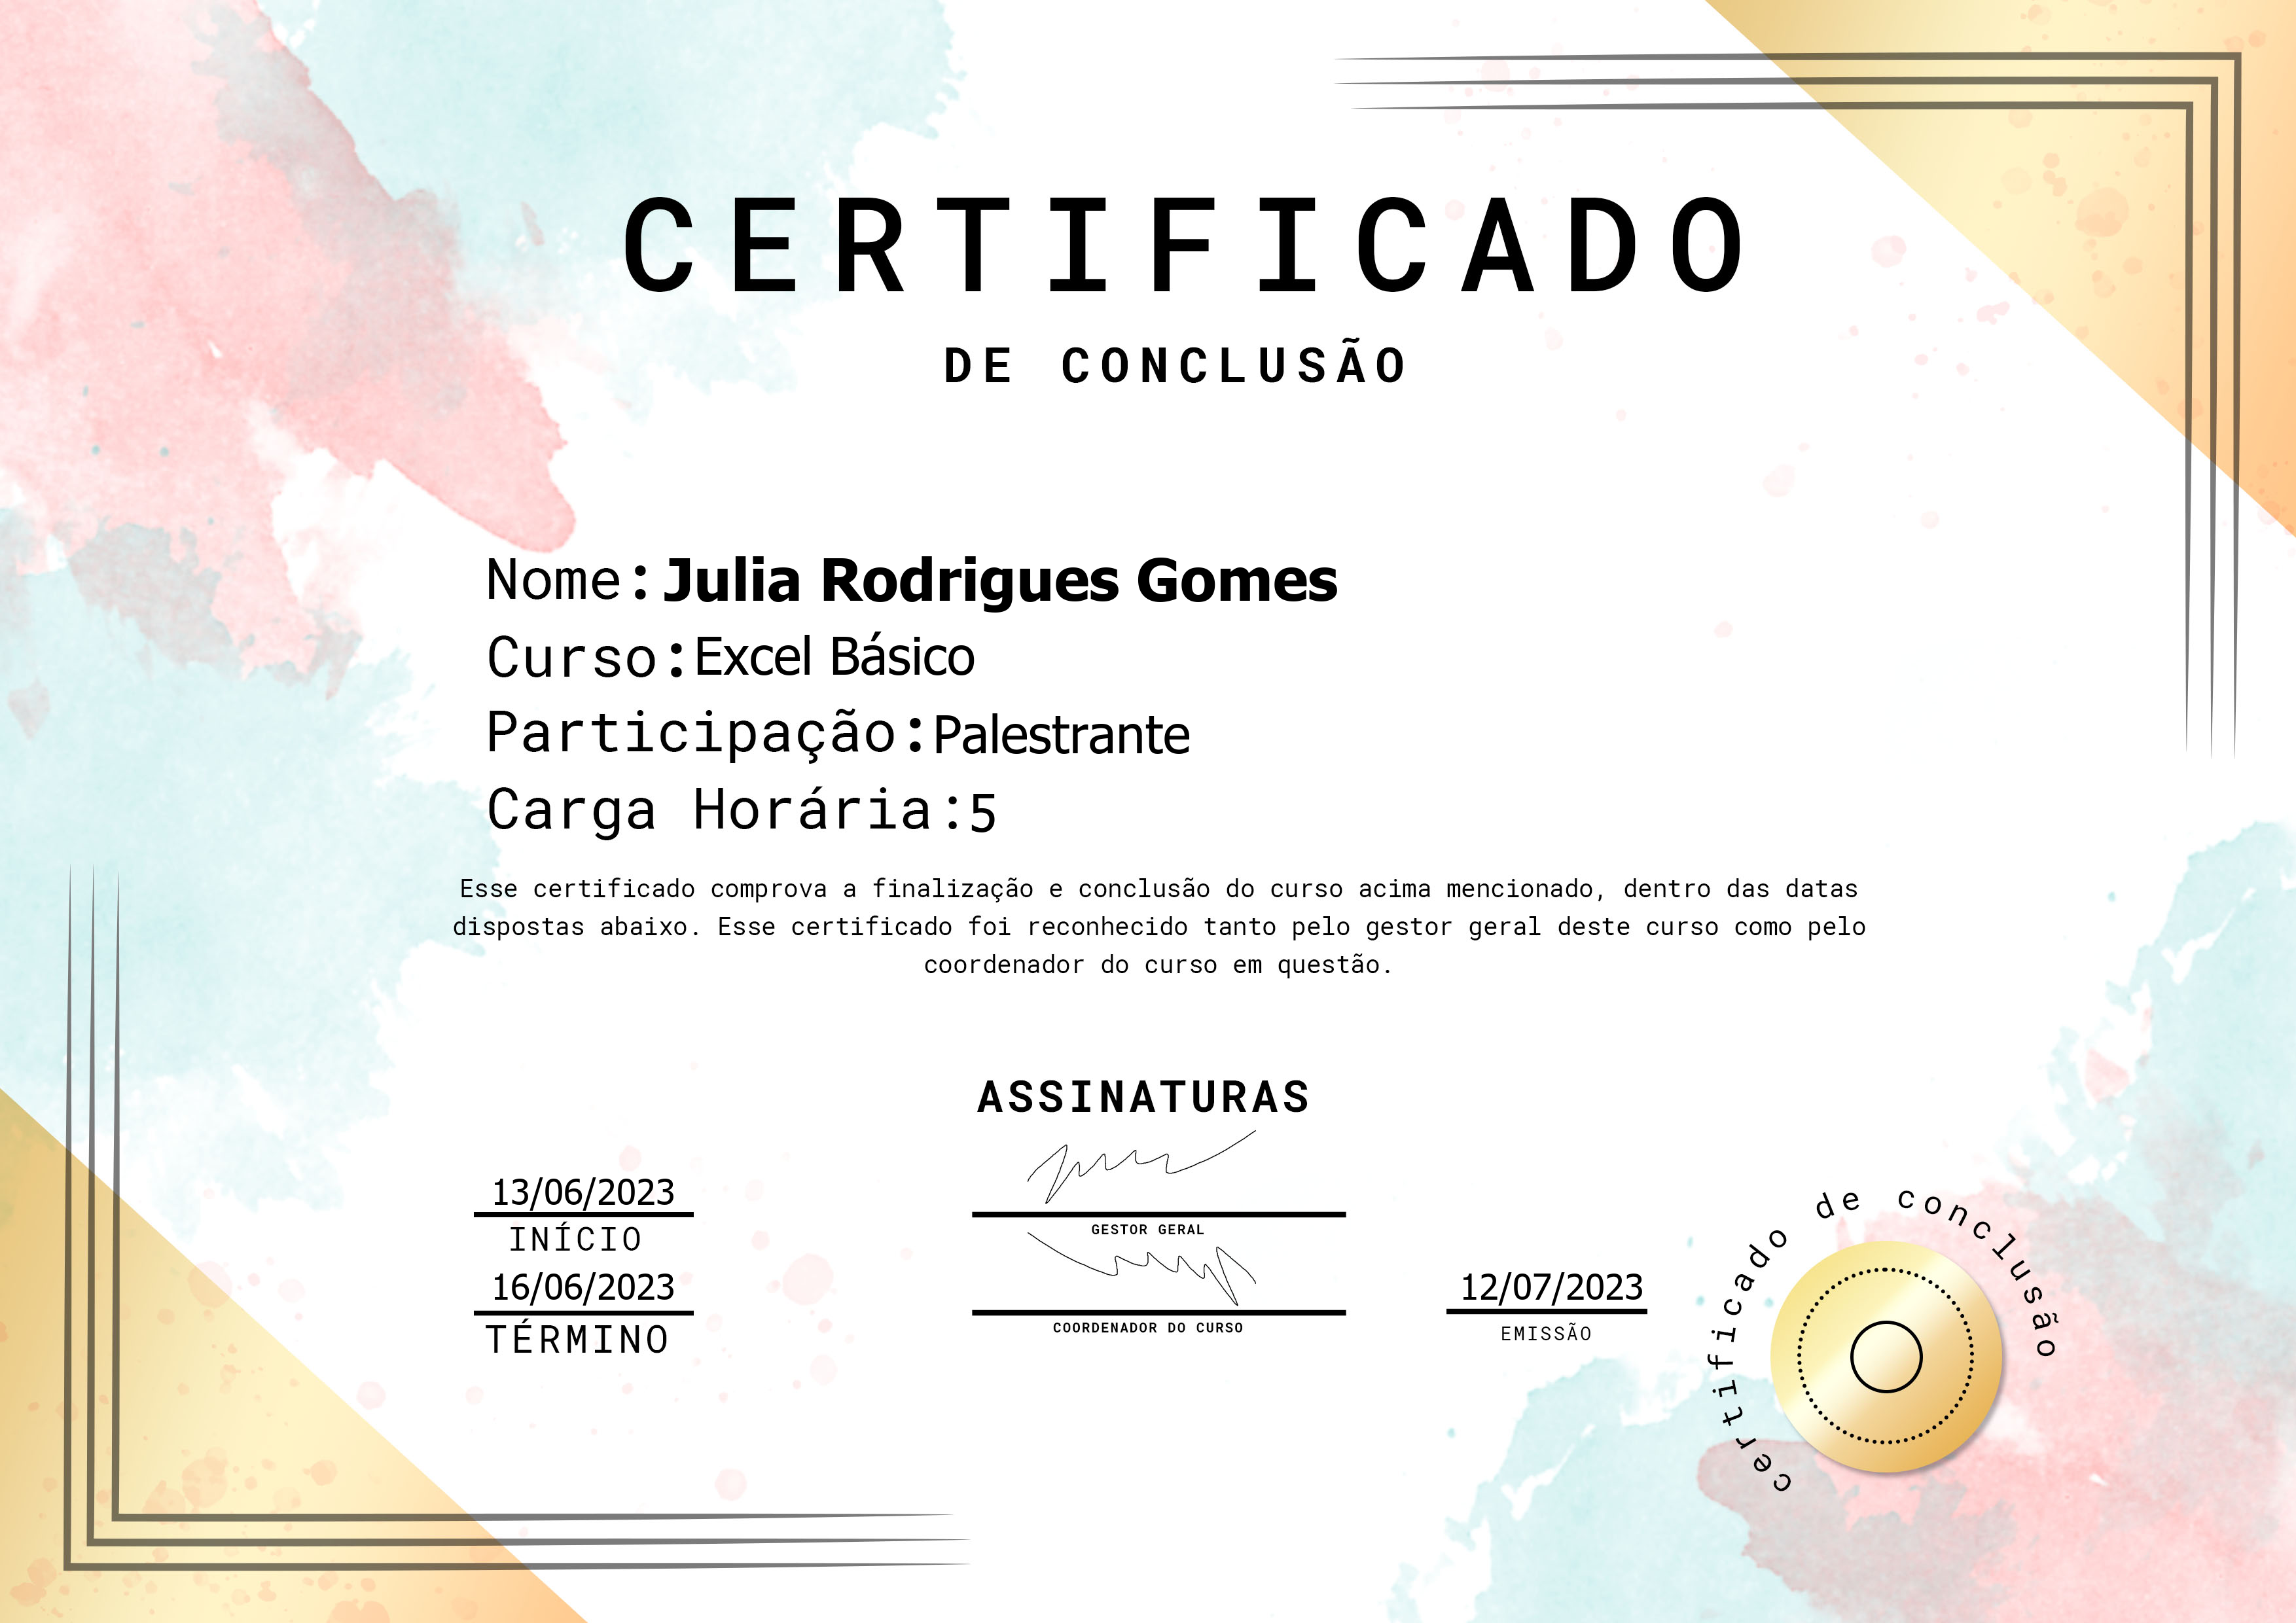 CERTIFICADO
DE CONCLUSÃO
Nome: Julia Rodrigues Gomes
Curso: Excel Básico
Participação: Palestrante
Carga Horária: 5
Esse certificado comprova a finalização e conclusão do curso acima mencionado, dentro das datas
dispostas abaixo. Esse certificado foi reconhecido tanto pelo gestor geral deste curso como pelo
coordenador do curso em questão.
ASSINATURAS
13/06/2023
INÍCIO
16/06/2023
TÉRMINO
GESTOR GERAL
COORDENADOR DO CURSO
12/07/2023
EMISSÃO
certificado de conclusão